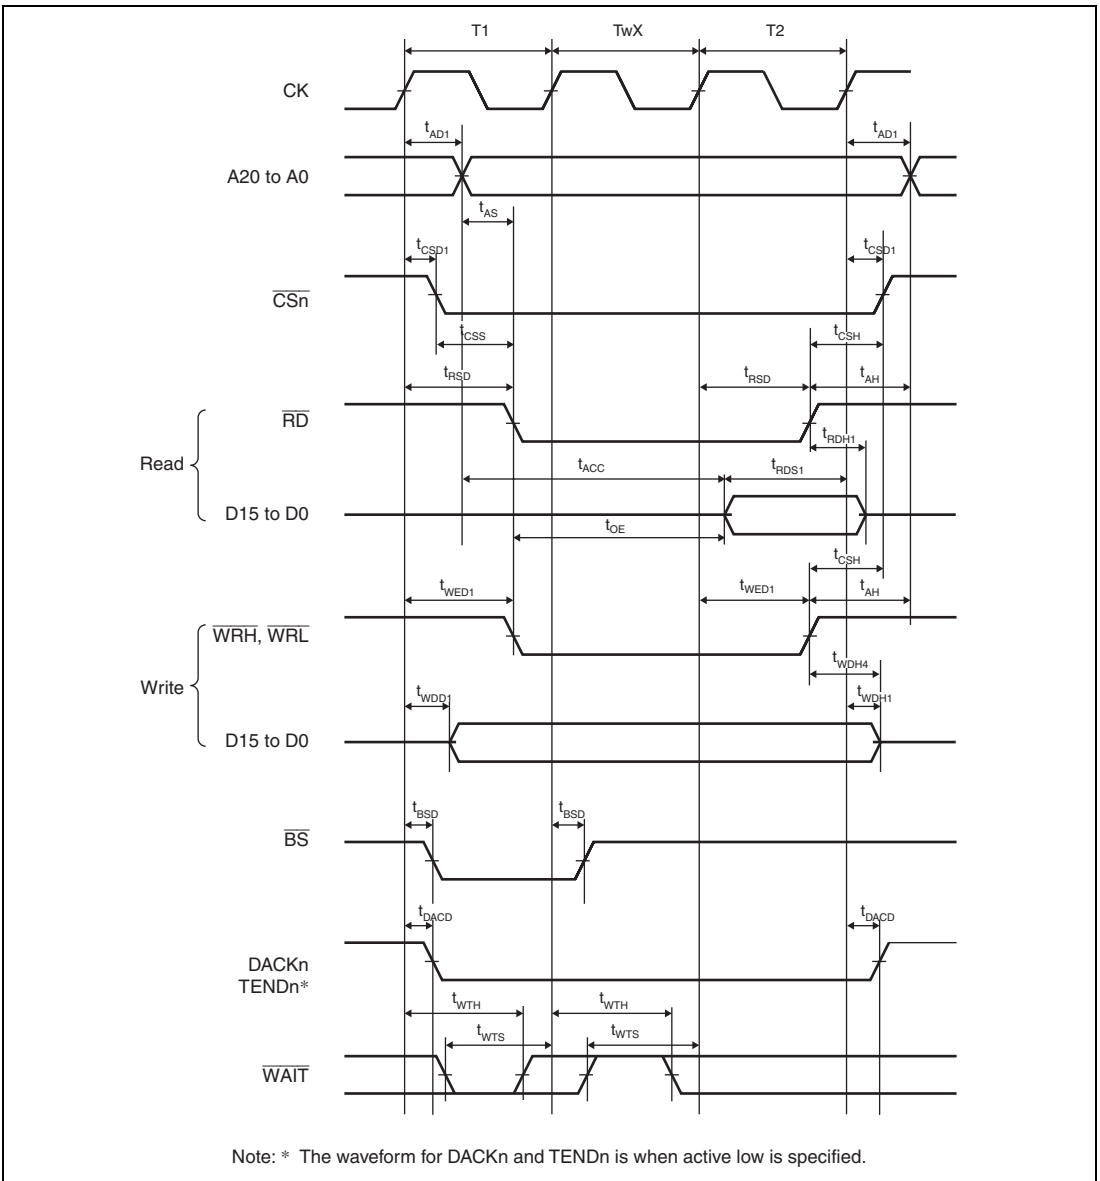 T1 TwX T2
CK
tAD1 tAD1
A20 to A0
tAS
tCSD1 tCSD1
CSn
tCSS tCSH
tRSD tRSD tAH
RD
tRDH1
Read
tACC tRDS1
D15 to D0
tOE
tCSH
tWED1 tWED1 tAH
WRH, WRL
tWDH4
Write
tWDD1 tWDH1
D15 to D0
tBSD tBSD
BS
tDACD tDACD
DACKn
TENDn*
tWTH tWTH
tWTS tWTS
WAIT
Note: * The waveform for DACKn and TENDn is when active low is specified.